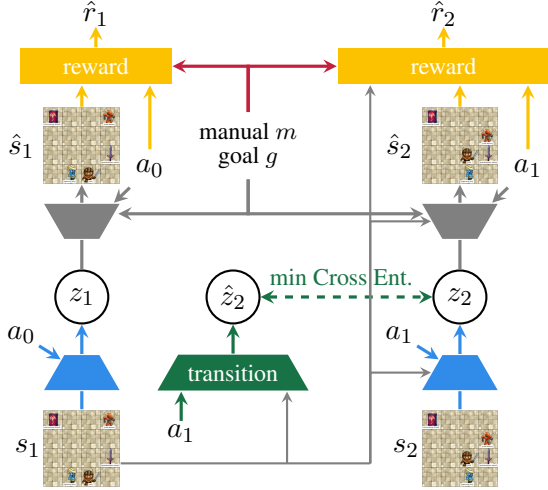 r̂₁ r̂₂
reward reward
manual m
goal g
ŝ₁ a₀ ŝ₂ a₁
z₁ ẑ₂ min Cross Ent. z₂
a₀ a₁
transition
s₁ a₁ s₂